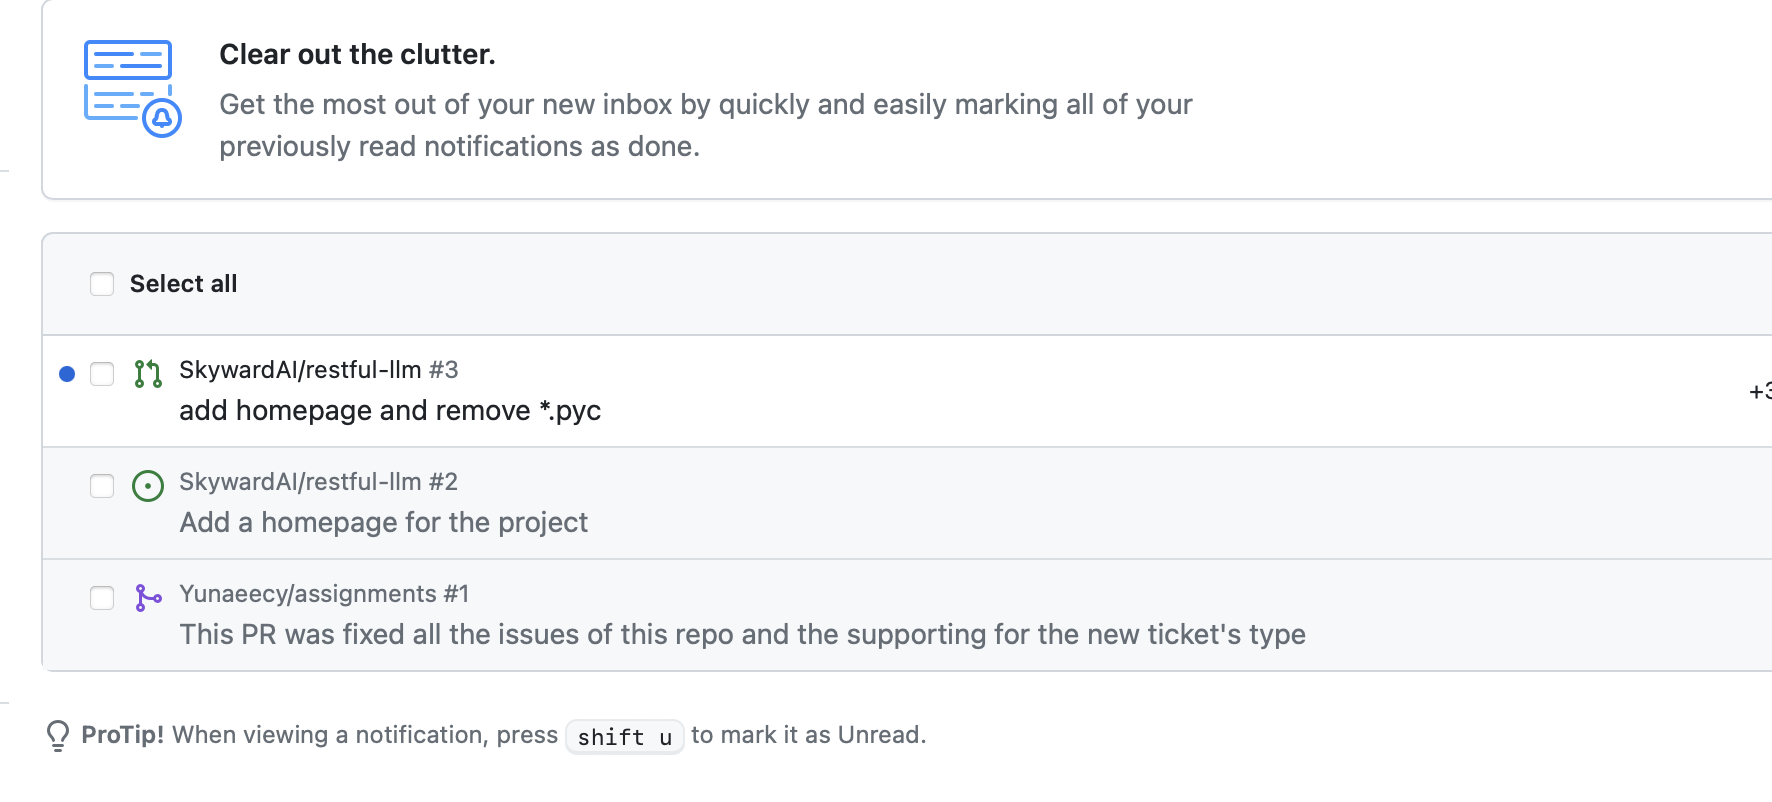 Clear out the clutter.
Get the most out of your new inbox by quickly and easily marking all of your
previously read notifications as done.
Select all
SkywardAI/restful-llm #3
add homepage and remove *.pyc
+3
SkywardAI/restful-llm #2
Add a homepage for the project
Yunaeecy/assignments #1
This PR was fixed all the issues of this repo and the supporting for the new ticket's type
ProTip! When viewing a notification, press shift u to mark it as Unread.